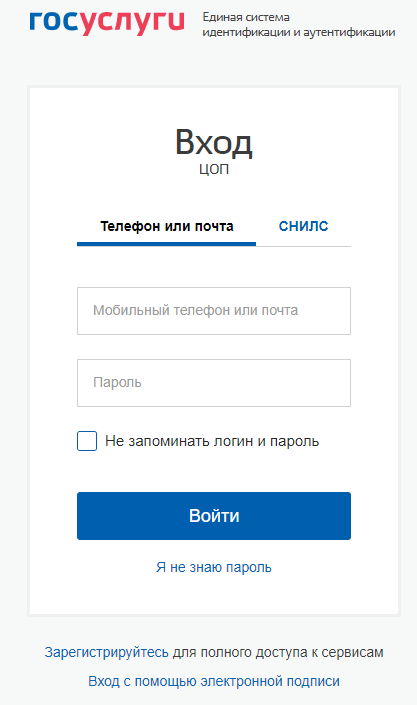 госуслуги
Единая система
идентификации и аутентификации
Вход
ЦОП
Телефон или почта СНИЛС
Мобильный телефон или почта
Пароль
Не запоминать логин и пароль
Войти
Я не знаю пароль
Зарегистрируйтесь для полного доступа к сервисам
Вход с помощью электронной подписи